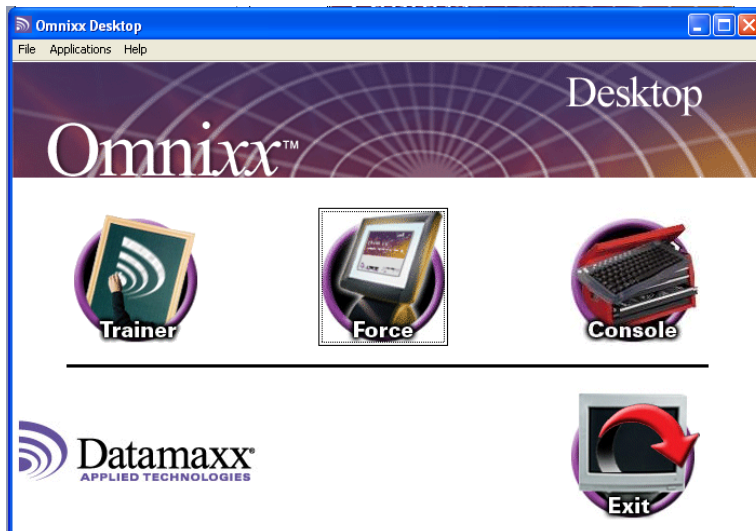 Omnixx Desktop
File Applications Help
Desktop
Omnixx™
Trainer
Force
Console
Datamaxx®
APPLIED TECHNOLOGIES
Exit